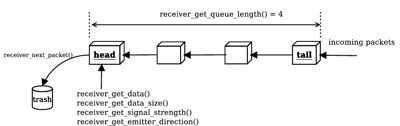 receiver_get_queue_length() = 4
incoming packets
receiver_next_packet()
head
tail
trash
receiver_get_data()
receiver_get_data_size()
receiver_get_signal_strength()
receiver_get_emitter_direction()